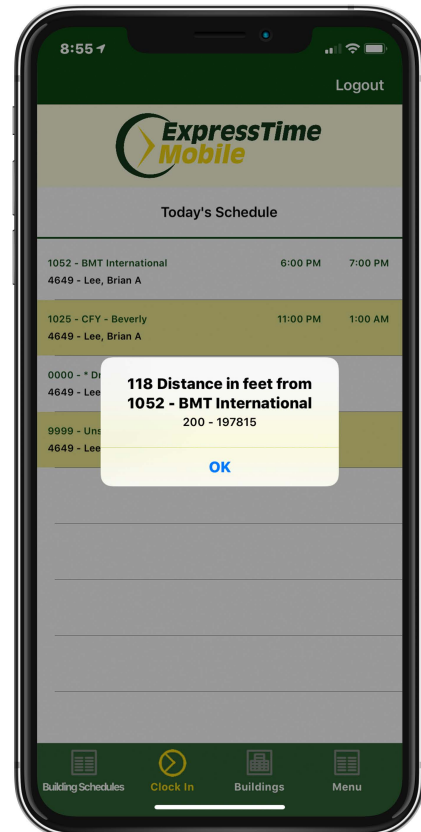 8:55
Logout
ExpressTime
Mobile
Today's Schedule
1052 - BMT International 6:00 PM 7:00 PM
4649 - Lee, Brian A
1025 - CFY - Beverly 11:00 PM 1:00 AM
4649 - Lee, Brian A
0000 - * Dr
4649 - Lee
9999 - Uns
4649 - Lee
118 Distance in feet from
1052 - BMT International
200 - 197815
OK
Building Schedules Clock In Buildings Menu